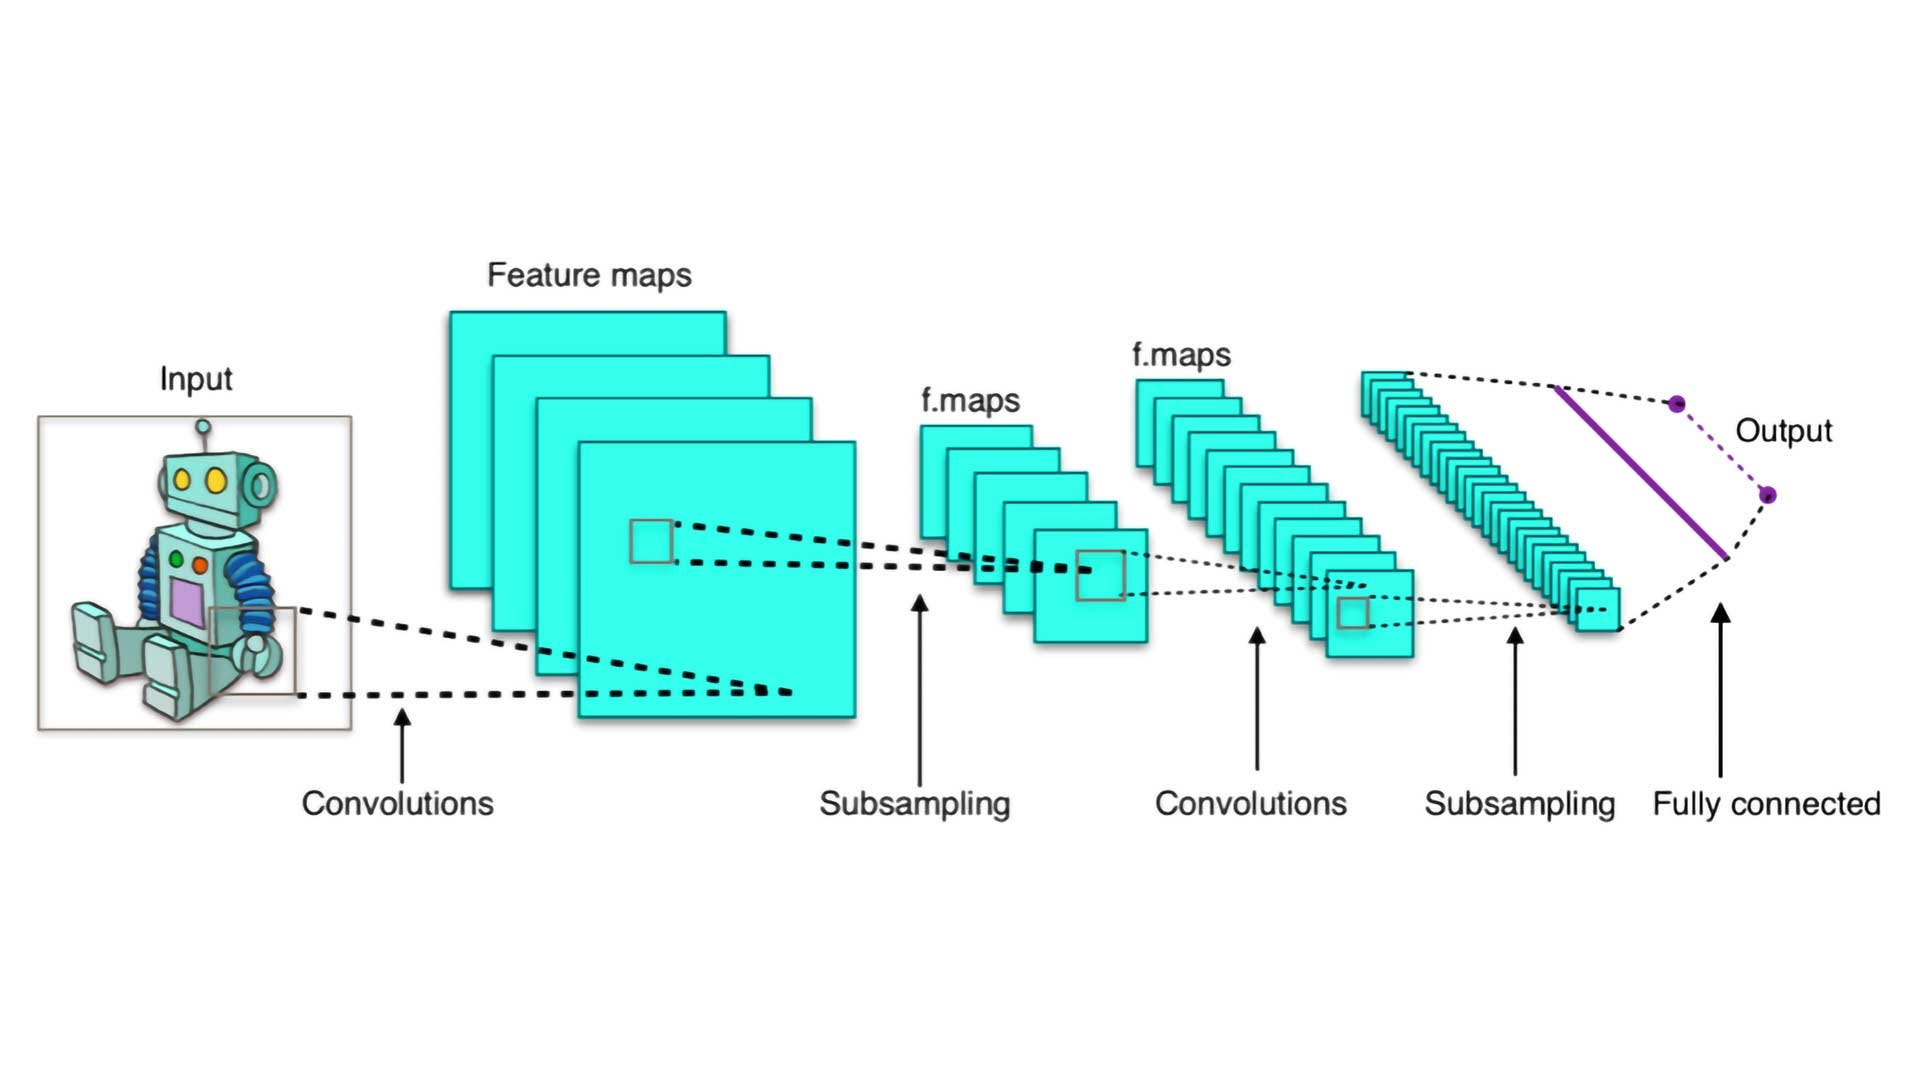 Input
Feature maps
f.maps
f.maps
Output
Convolutions
Subsampling
Convolutions
Subsampling
Fully connected